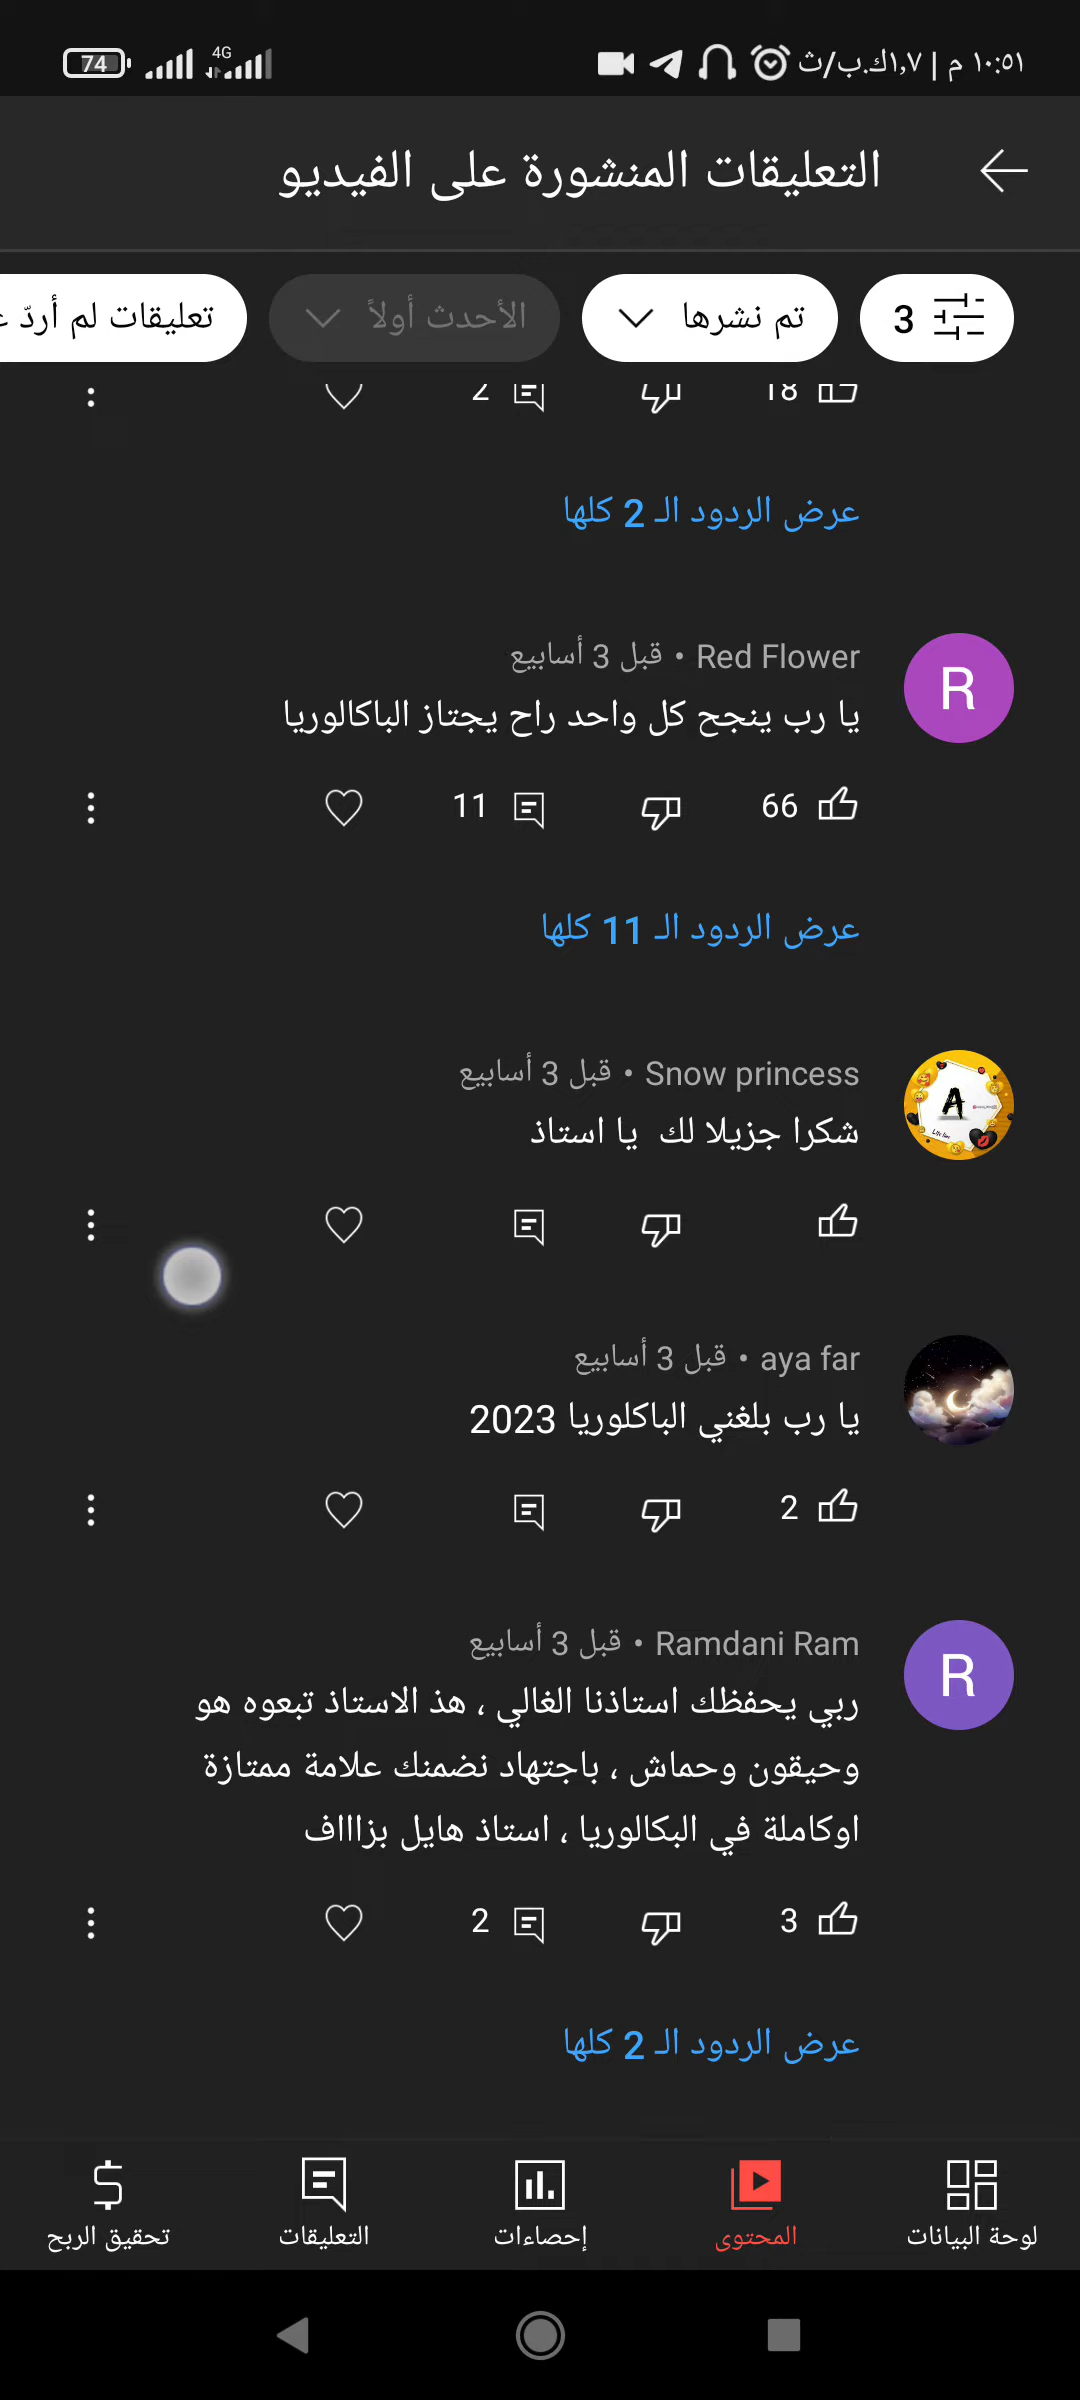 74 4G ١٠:٥١ م | ١,٧ك.ب/ث
التعليقات المنشورة على الفيديو
3 تم نشرها الأحدث أولاً تعليقات لم أردّ
18 2
عرض الردود الـ 2 كلها
Red Flower • قبل 3 أسابيع
R
يا رب ينجح كل واحد راح يجتاز الباكالوريا
66 11
عرض الردود الـ 11 كلها
Snow princess • قبل 3 أسابيع
A
شكرا جزيلا لك يا استاذ
aya far • قبل 3 أسابيع
يا رب بلغني الباكلوريا 2023
2
Ramdani Ram • قبل 3 أسابيع
R
ربي يحفظك استاذنا الغالي ، هذ الاستاذ تبعوه هو
وحيقون وحماش ، باجتهاد نضمنك علامة ممتازة
اوكاملة في البكالوريا ، استاذ هايل بزاااف
3 2
عرض الردود الـ 2 كلها
لوحة البيانات المحتوى إحصاءات التعليقات تحقيق الربح